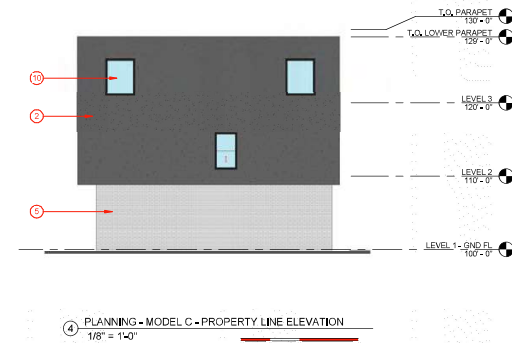 T.O. PARAPET
130' - 0"
T.O. LOWER PARAPET
129' - 0"
10
2
LEVEL 3
120' - 0"
LEVEL 2
110' - 0"
5
LEVEL 1 - GND FL
100' - 0"
4 PLANNING - MODEL C - PROPERTY LINE ELEVATION
1/8" = 1'-0"